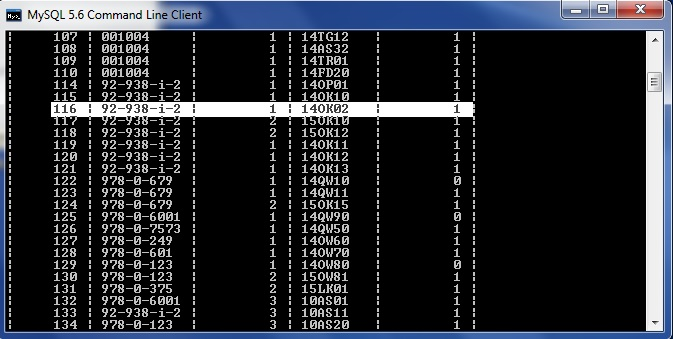 MySQL 5.6 Command Line Client
| 107 | 001004 | 1 | 14TG12 | 1 |
| 108 | 001004 | 1 | 14AS32 | 1 |
| 109 | 001004 | 1 | 14TR01 | 1 |
| 110 | 001004 | 1 | 14FD20 | 1 |
| 114 | 92-938-i-2 | 1 | 14OP01 | 1 |
| 115 | 92-938-i-2 | 1 | 14OK10 | 1 |
| 116 | 92-938-i-2 | 1 | 14OK02 | 1 |
| 117 | 92-938-i-2 | 2 | 15OK10 | 1 |
| 118 | 92-938-i-2 | 2 | 15OK12 | 1 |
| 119 | 92-938-i-2 | 1 | 14OK11 | 1 |
| 120 | 92-938-i-2 | 1 | 14OK12 | 1 |
| 121 | 92-938-i-2 | 1 | 14OK13 | 1 |
| 122 | 978-0-679 | 1 | 14QW10 | 0 |
| 123 | 978-0-679 | 1 | 14QW11 | 1 |
| 124 | 978-0-679 | 2 | 15OK15 | 1 |
| 125 | 978-0-6001 | 1 | 14QW90 | 0 |
| 126 | 978-0-7573 | 1 | 14QW50 | 1 |
| 127 | 978-0-249 | 1 | 14OW60 | 1 |
| 128 | 978-0-601 | 1 | 14OW70 | 1 |
| 129 | 978-0-123 | 1 | 14OW80 | 0 |
| 130 | 978-0-123 | 2 | 15OW81 | 1 |
| 131 | 978-0-375 | 2 | 15LK01 | 1 |
| 132 | 978-0-6001 | 3 | 10AS01 | 1 |
| 133 | 92-938-i-2 | 3 | 10AS11 | 1 |
| 134 | 978-0-123 | 3 | 10AS20 | 1 |